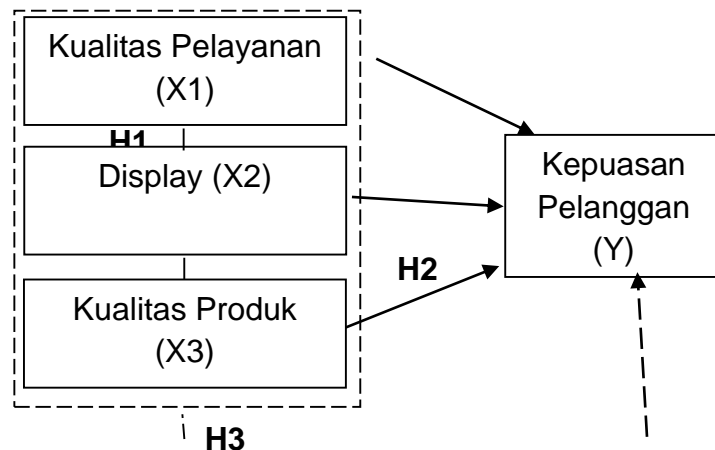 Kualitas Pelayanan
(X1)
H1
Display (X2)
Kualitas Produk
(X3)
Kepuasan
Pelanggan
(Y)
H2
H3